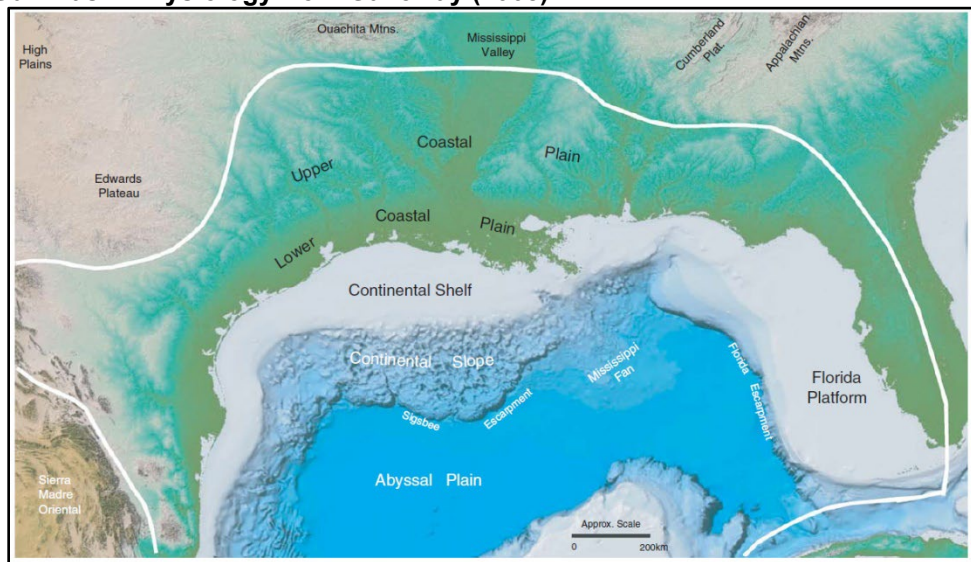 High
Plains
Ouachita Mtns.
Mississippi
Valley
Cumberland
Plat.
Appalachian
Mtns.
Edwards
Plateau
Upper
Coastal
Plain
Lower
Coastal
Plain
Continental Shelf
Continental Slope
Mississippi
Fan
Sigsbee
Escarpment
Florida
Escarpment
Florida
Platform
Sierra
Madre
Oriental
Abyssal Plain
Approx. Scale
0 200km